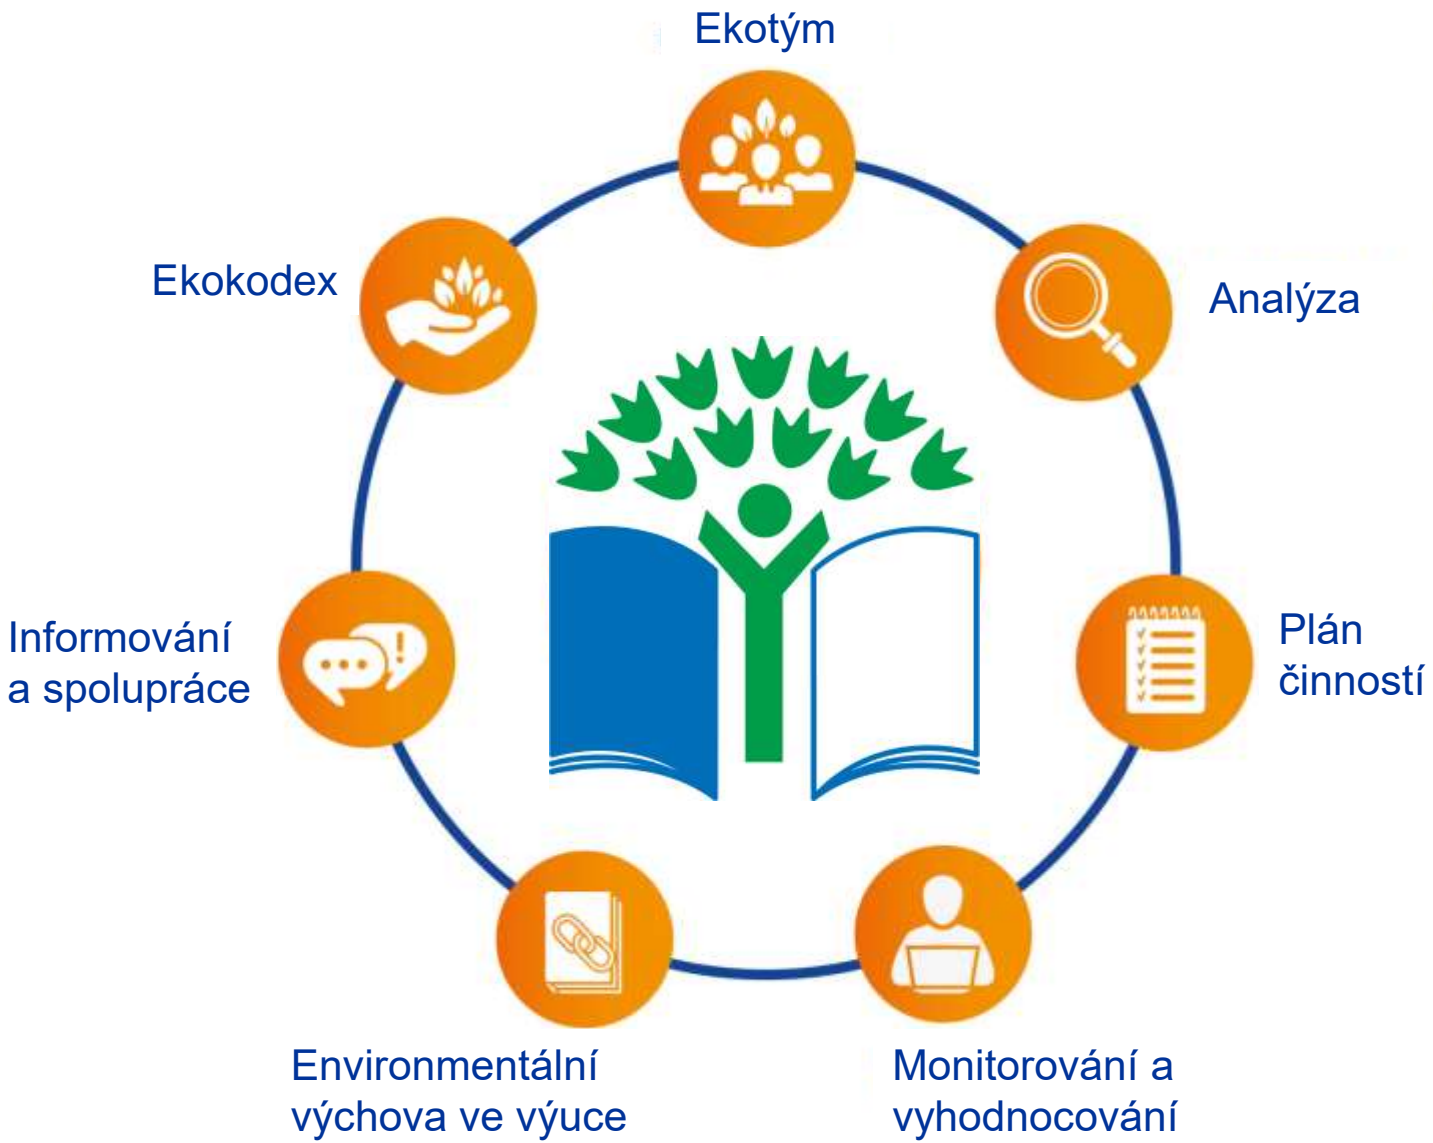 Ekotým
Ekokodex
Analýza
Informování
a spolupráce
Plán
činností
Environmentální
výchova ve výuce
Monitorování a
vyhodnocování